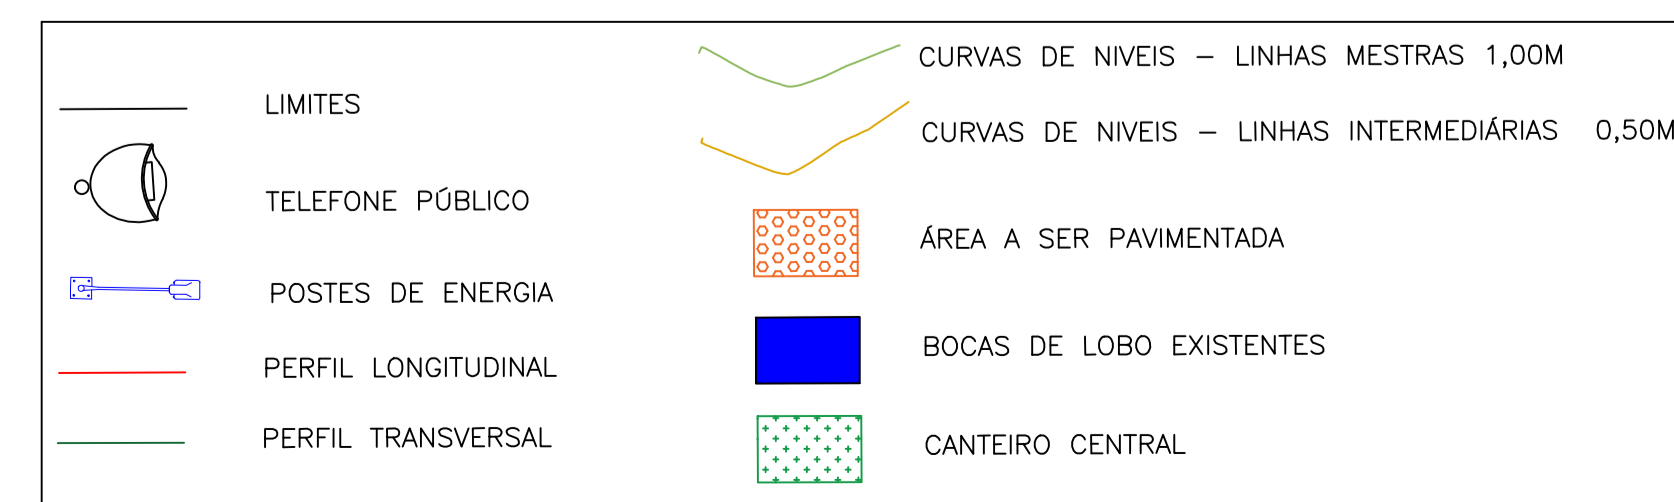 LIMITES
TELEFONE PÚBLICO
POSTES DE ENERGIA
PERFIL LONGITUDINAL
PERFIL TRANSVERSAL
CURVAS DE NIVEIS – LINHAS MESTRAS 1,00M
CURVAS DE NIVEIS – LINHAS INTERMEDIÁRIAS 0,50M
ÁREA A SER PAVIMENTADA
BOCAS DE LOBO EXISTENTES
CANTEIRO CENTRAL